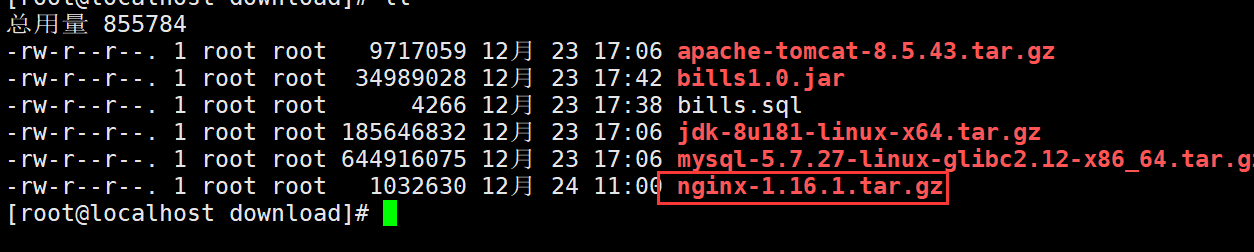 [root@localhost download]# ll
总用量 855784
-rw-r--r--. 1 root root   9717059 12月 23 17:06 apache-tomcat-8.5.43.tar.gz
-rw-r--r--. 1 root root  34989028 12月 23 17:42 bills1.0.jar
-rw-r--r--. 1 root root      4266 12月 23 17:38 bills.sql
-rw-r--r--. 1 root root 185646832 12月 23 17:06 jdk-8u181-linux-x64.tar.gz
-rw-r--r--. 1 root root 644916075 12月 23 17:06 mysql-5.7.27-linux-glibc2.12-x86_64.tar.gz
-rw-r--r--. 1 root root   1032630 12月 24 11:00 nginx-1.16.1.tar.gz
[root@localhost download]#